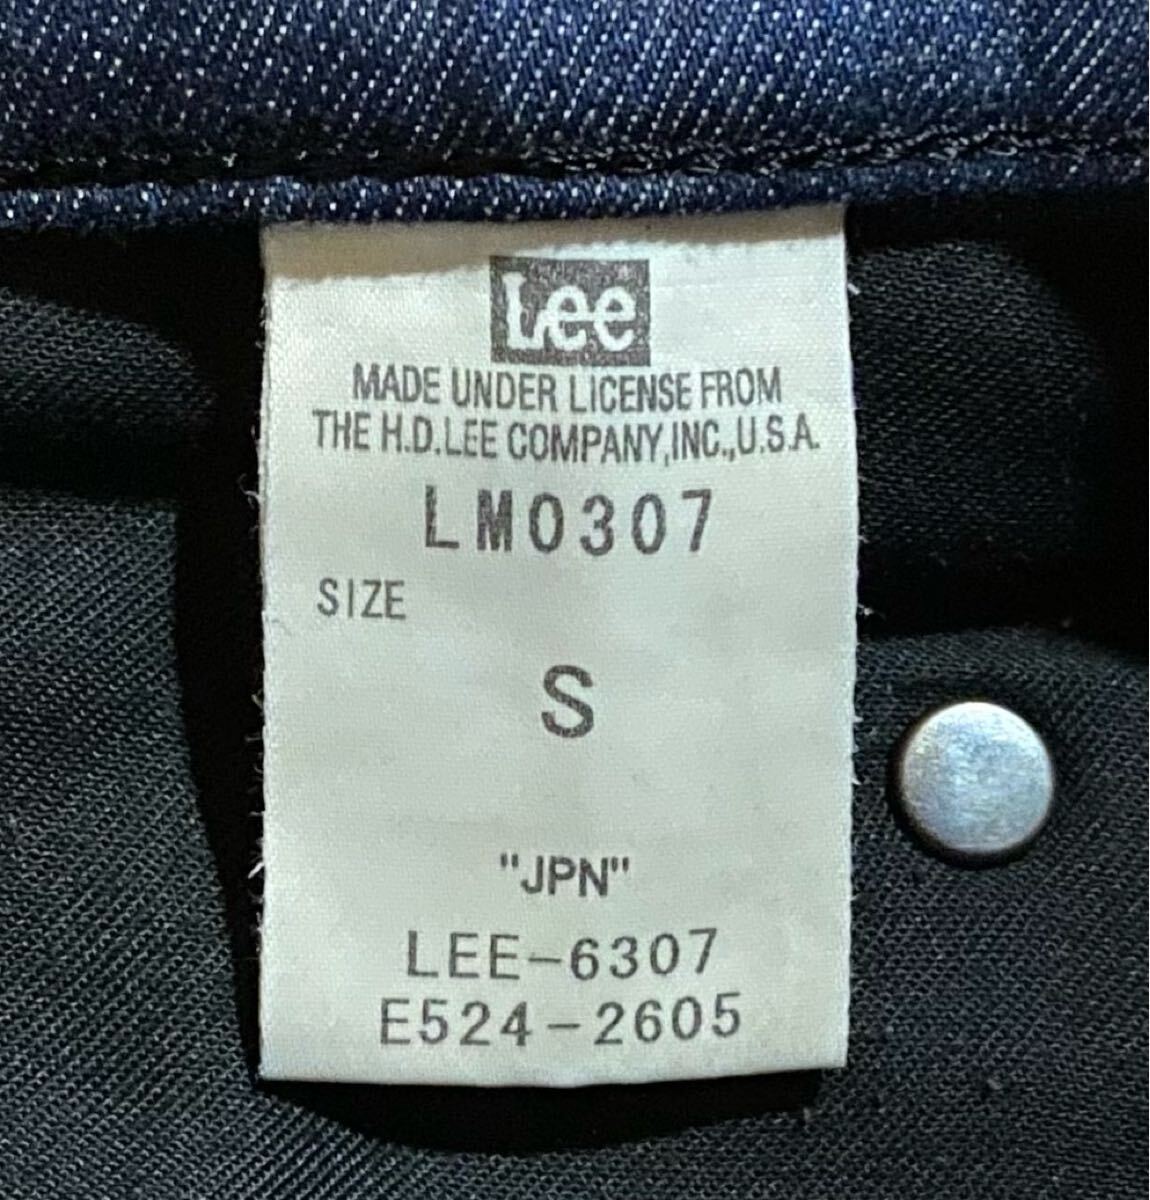 Lee
MADE UNDER LICENSE FROM
THE H.D.LEE COMPANY,INC.,U.S.A.
LM0307
SIZE
S
"JPN"
LEE-6307
E524-2605